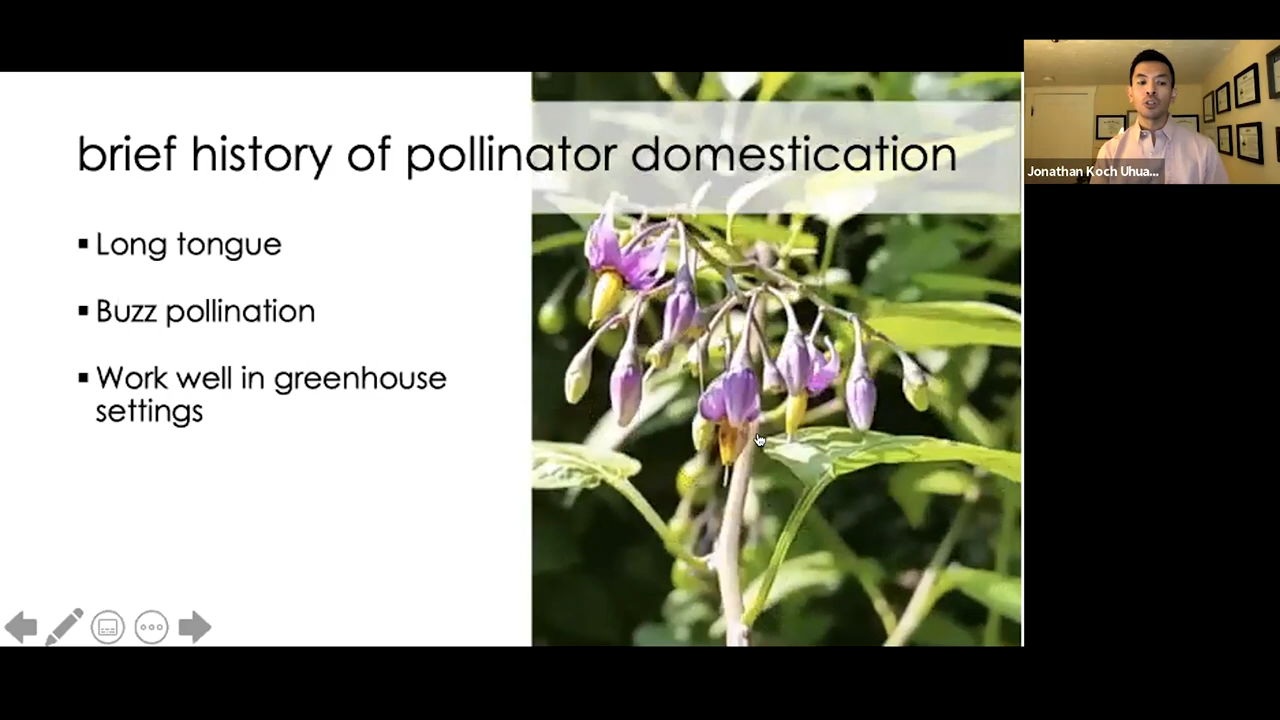 brief history of pollinator domestication
▪ Long tongue
▪ Buzz pollination
▪ Work well in greenhouse
settings
Jonathan Koch Uhua...